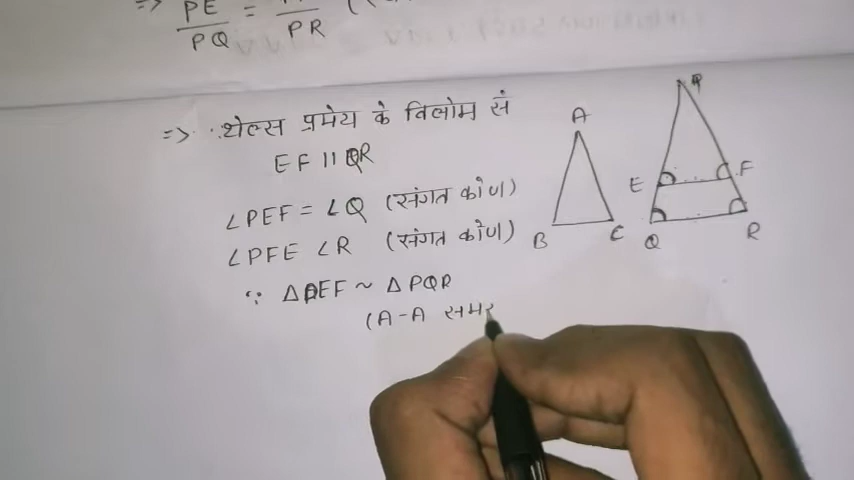 => PE/PQ = /PR (
=> थेल्स प्रमेय के विलोम सं
EF || QR
∠PEF = ∠Q (संगत कोण)
∠PFE ∠R (संगत कोण)
∵ ΔPEF ~ ΔPQR
(A-A सम
A
B
C
P
E
F
Q
R